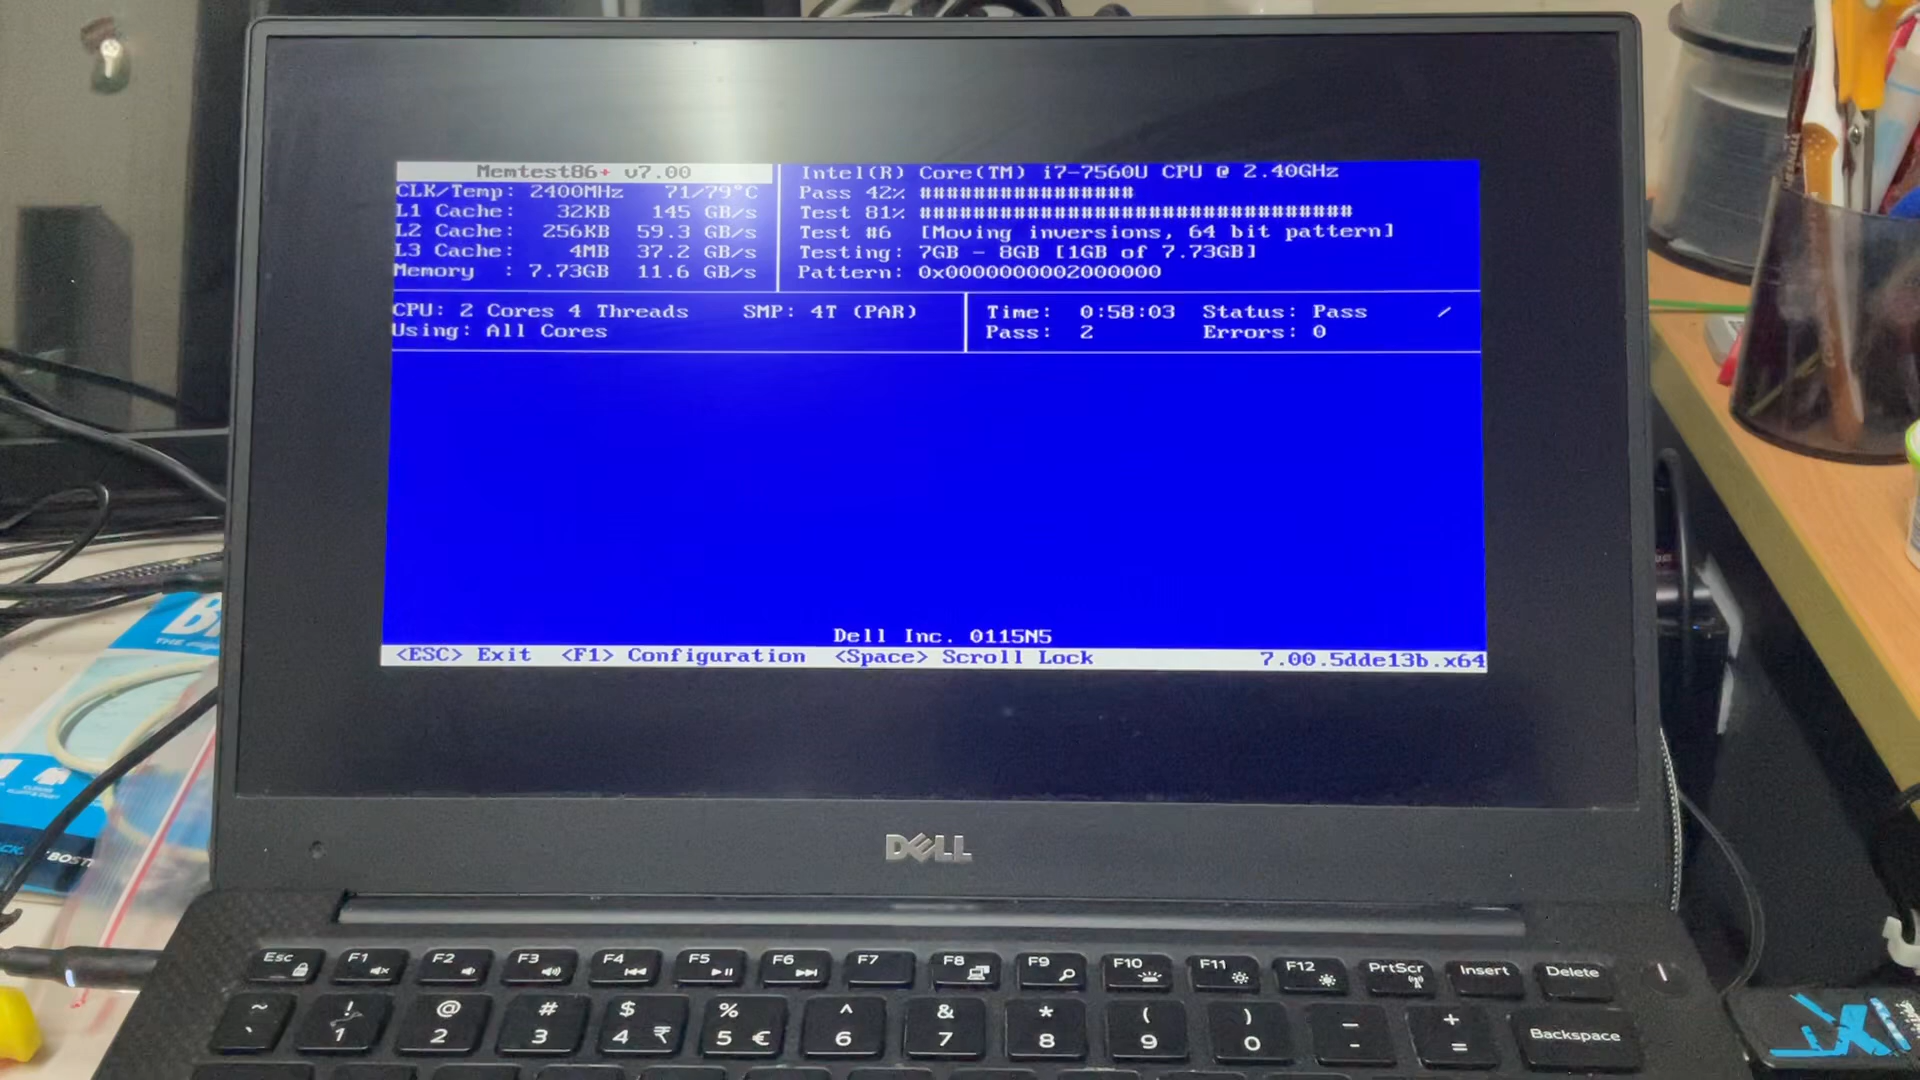 Memtest86+ v7.00
CLK/Temp: 2400MHz 71/79°C
L1 Cache: 32KB 145 GB/s
L2 Cache: 256KB 59.3 GB/s
L3 Cache: 4MB 37.2 GB/s
Memory : 7.73GB 11.6 GB/s
Intel(R) Core(TM) i7-7560U CPU @ 2.40GHz
Pass 42% ################
Test 81% ################################
Test #6 [Moving inversions, 64 bit pattern]
Testing: 7GB - 8GB [1GB of 7.73GB]
Pattern: 0x0000000002000000
CPU: 2 Cores 4 Threads SMP: 4T (PAR)
Using: All Cores
Time: 0:58:03 Status: Pass /
Pass: 2 Errors: 0
Dell Inc. 0115N5
<ESC> Exit <F1> Configuration <Space> Scroll Lock 7.00.5dde13b.x64
DELL
Esc F1 F2 F3 F4 F5 F6 F7 F8 F9 F10 F11 F12 PrtScr Insert Delete
~ ! @ # $ % ^ & * ( ) _ +
` 1 2 3 4 ₹ 5 € 6 7 8 9 0 - = Backspace